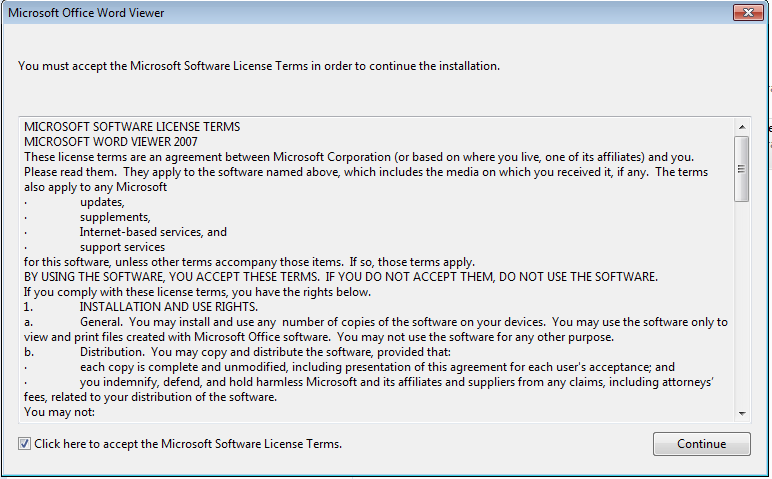 Microsoft Office Word Viewer
You must accept the Microsoft Software License Terms in order to continue the installation.
MICROSOFT SOFTWARE LICENSE TERMS
MICROSOFT WORD VIEWER 2007
These license terms are an agreement between Microsoft Corporation (or based on where you live, one of its affiliates) and you.
Please read them.  They apply to the software named above, which includes the media on which you received it, if any.  The terms
also apply to any Microsoft
· updates,
· supplements,
· Internet-based services, and
· support services
for this software, unless other terms accompany those items.  If so, those terms apply.
BY USING THE SOFTWARE, YOU ACCEPT THESE TERMS.  IF YOU DO NOT ACCEPT THEM, DO NOT USE THE SOFTWARE.
If you comply with these license terms, you have the rights below.
1. INSTALLATION AND USE RIGHTS.
a. General.  You may install and use any  number of copies of the software on your devices.  You may use the software only to
view and print files created with Microsoft Office software.  You may not use the software for any other purpose.
b. Distribution.  You may copy and distribute the software, provided that:
· each copy is complete and unmodified, including presentation of this agreement for each user's acceptance; and
· you indemnify, defend, and hold harmless Microsoft and its affiliates and suppliers from any claims, including attorneys’
fees, related to your distribution of the software.
You may not:
Click here to accept the Microsoft Software License Terms.
Continue